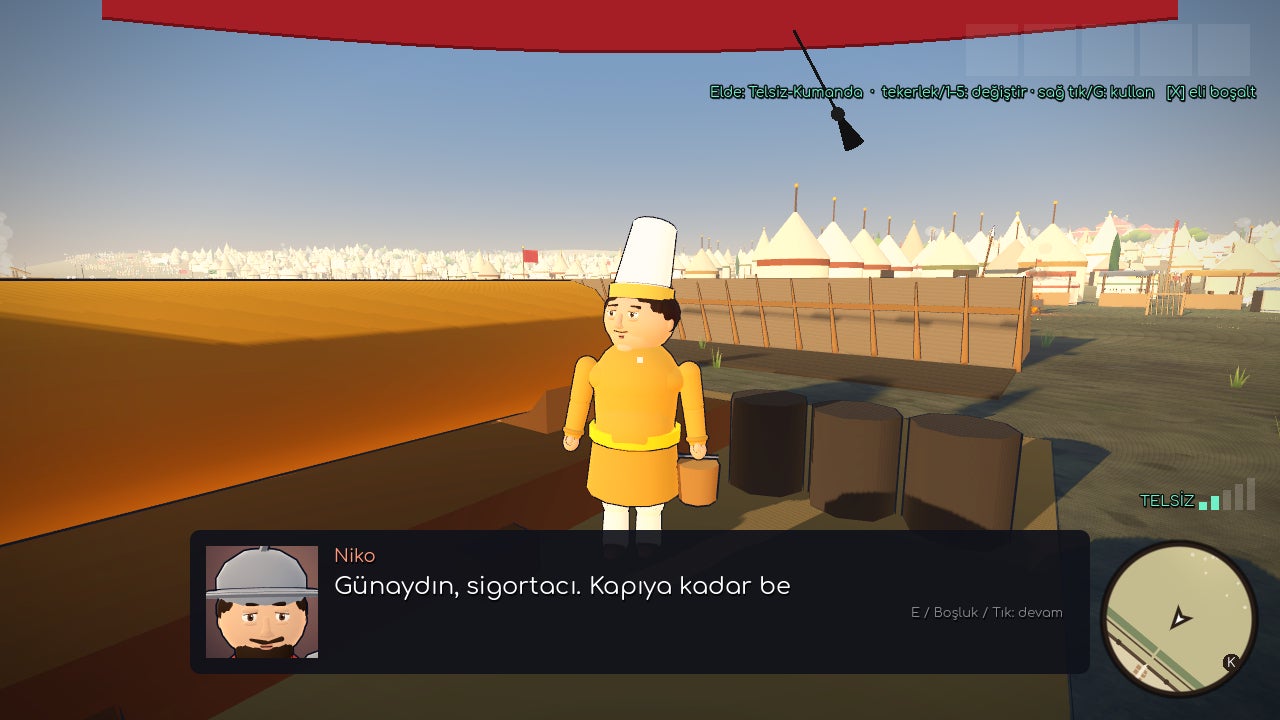 Elde: Telsiz-Kumanda · tekerlek/1-5: değiştir · sağ tık/G: kullan [X] eli boşalt
TELSİZ
Niko
Günaydın, sigortacı. Kapıya kadar be
E / Boşluk / Tık: devam
K